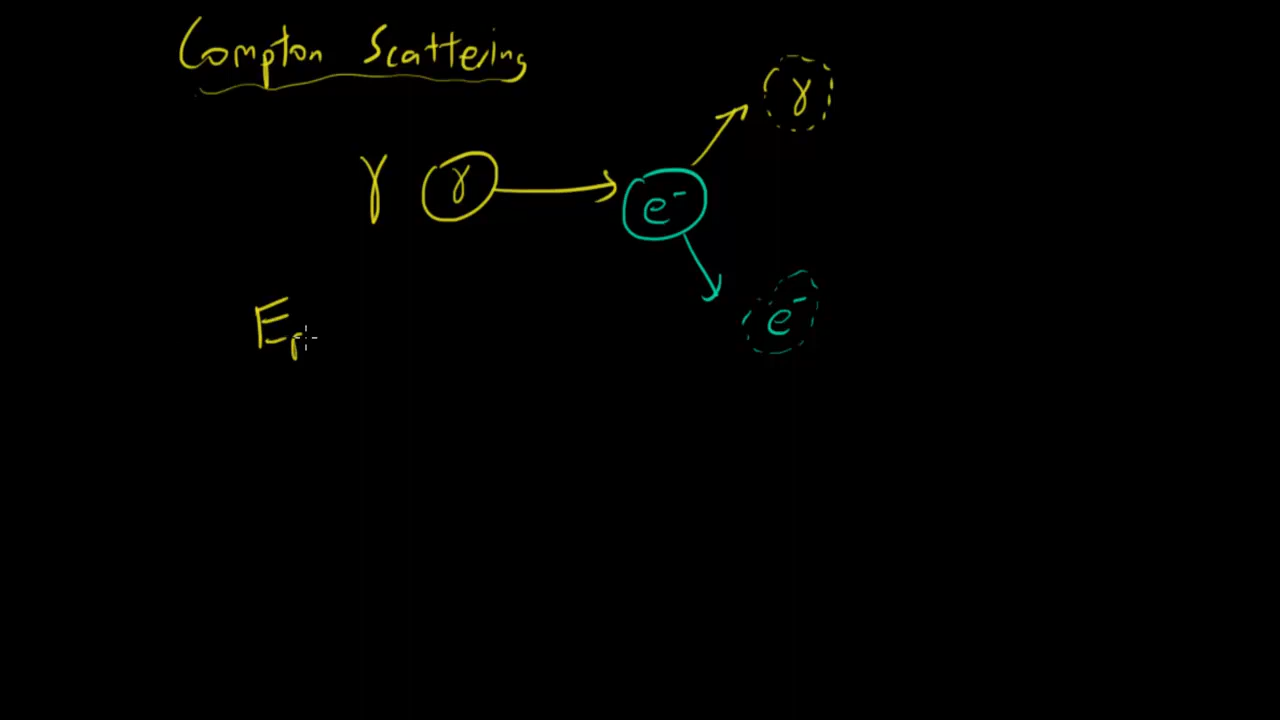 Compton Scattering
γ
γ γ e⁻
e⁻
E